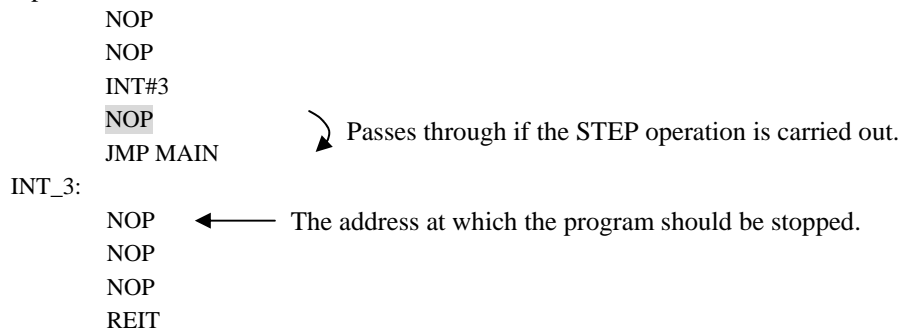 NOP
NOP
INT#3
NOP
Passes through if the STEP operation is carried out.
JMP MAIN
INT_3:
NOP
The address at which the program should be stopped.
NOP
NOP
REIT